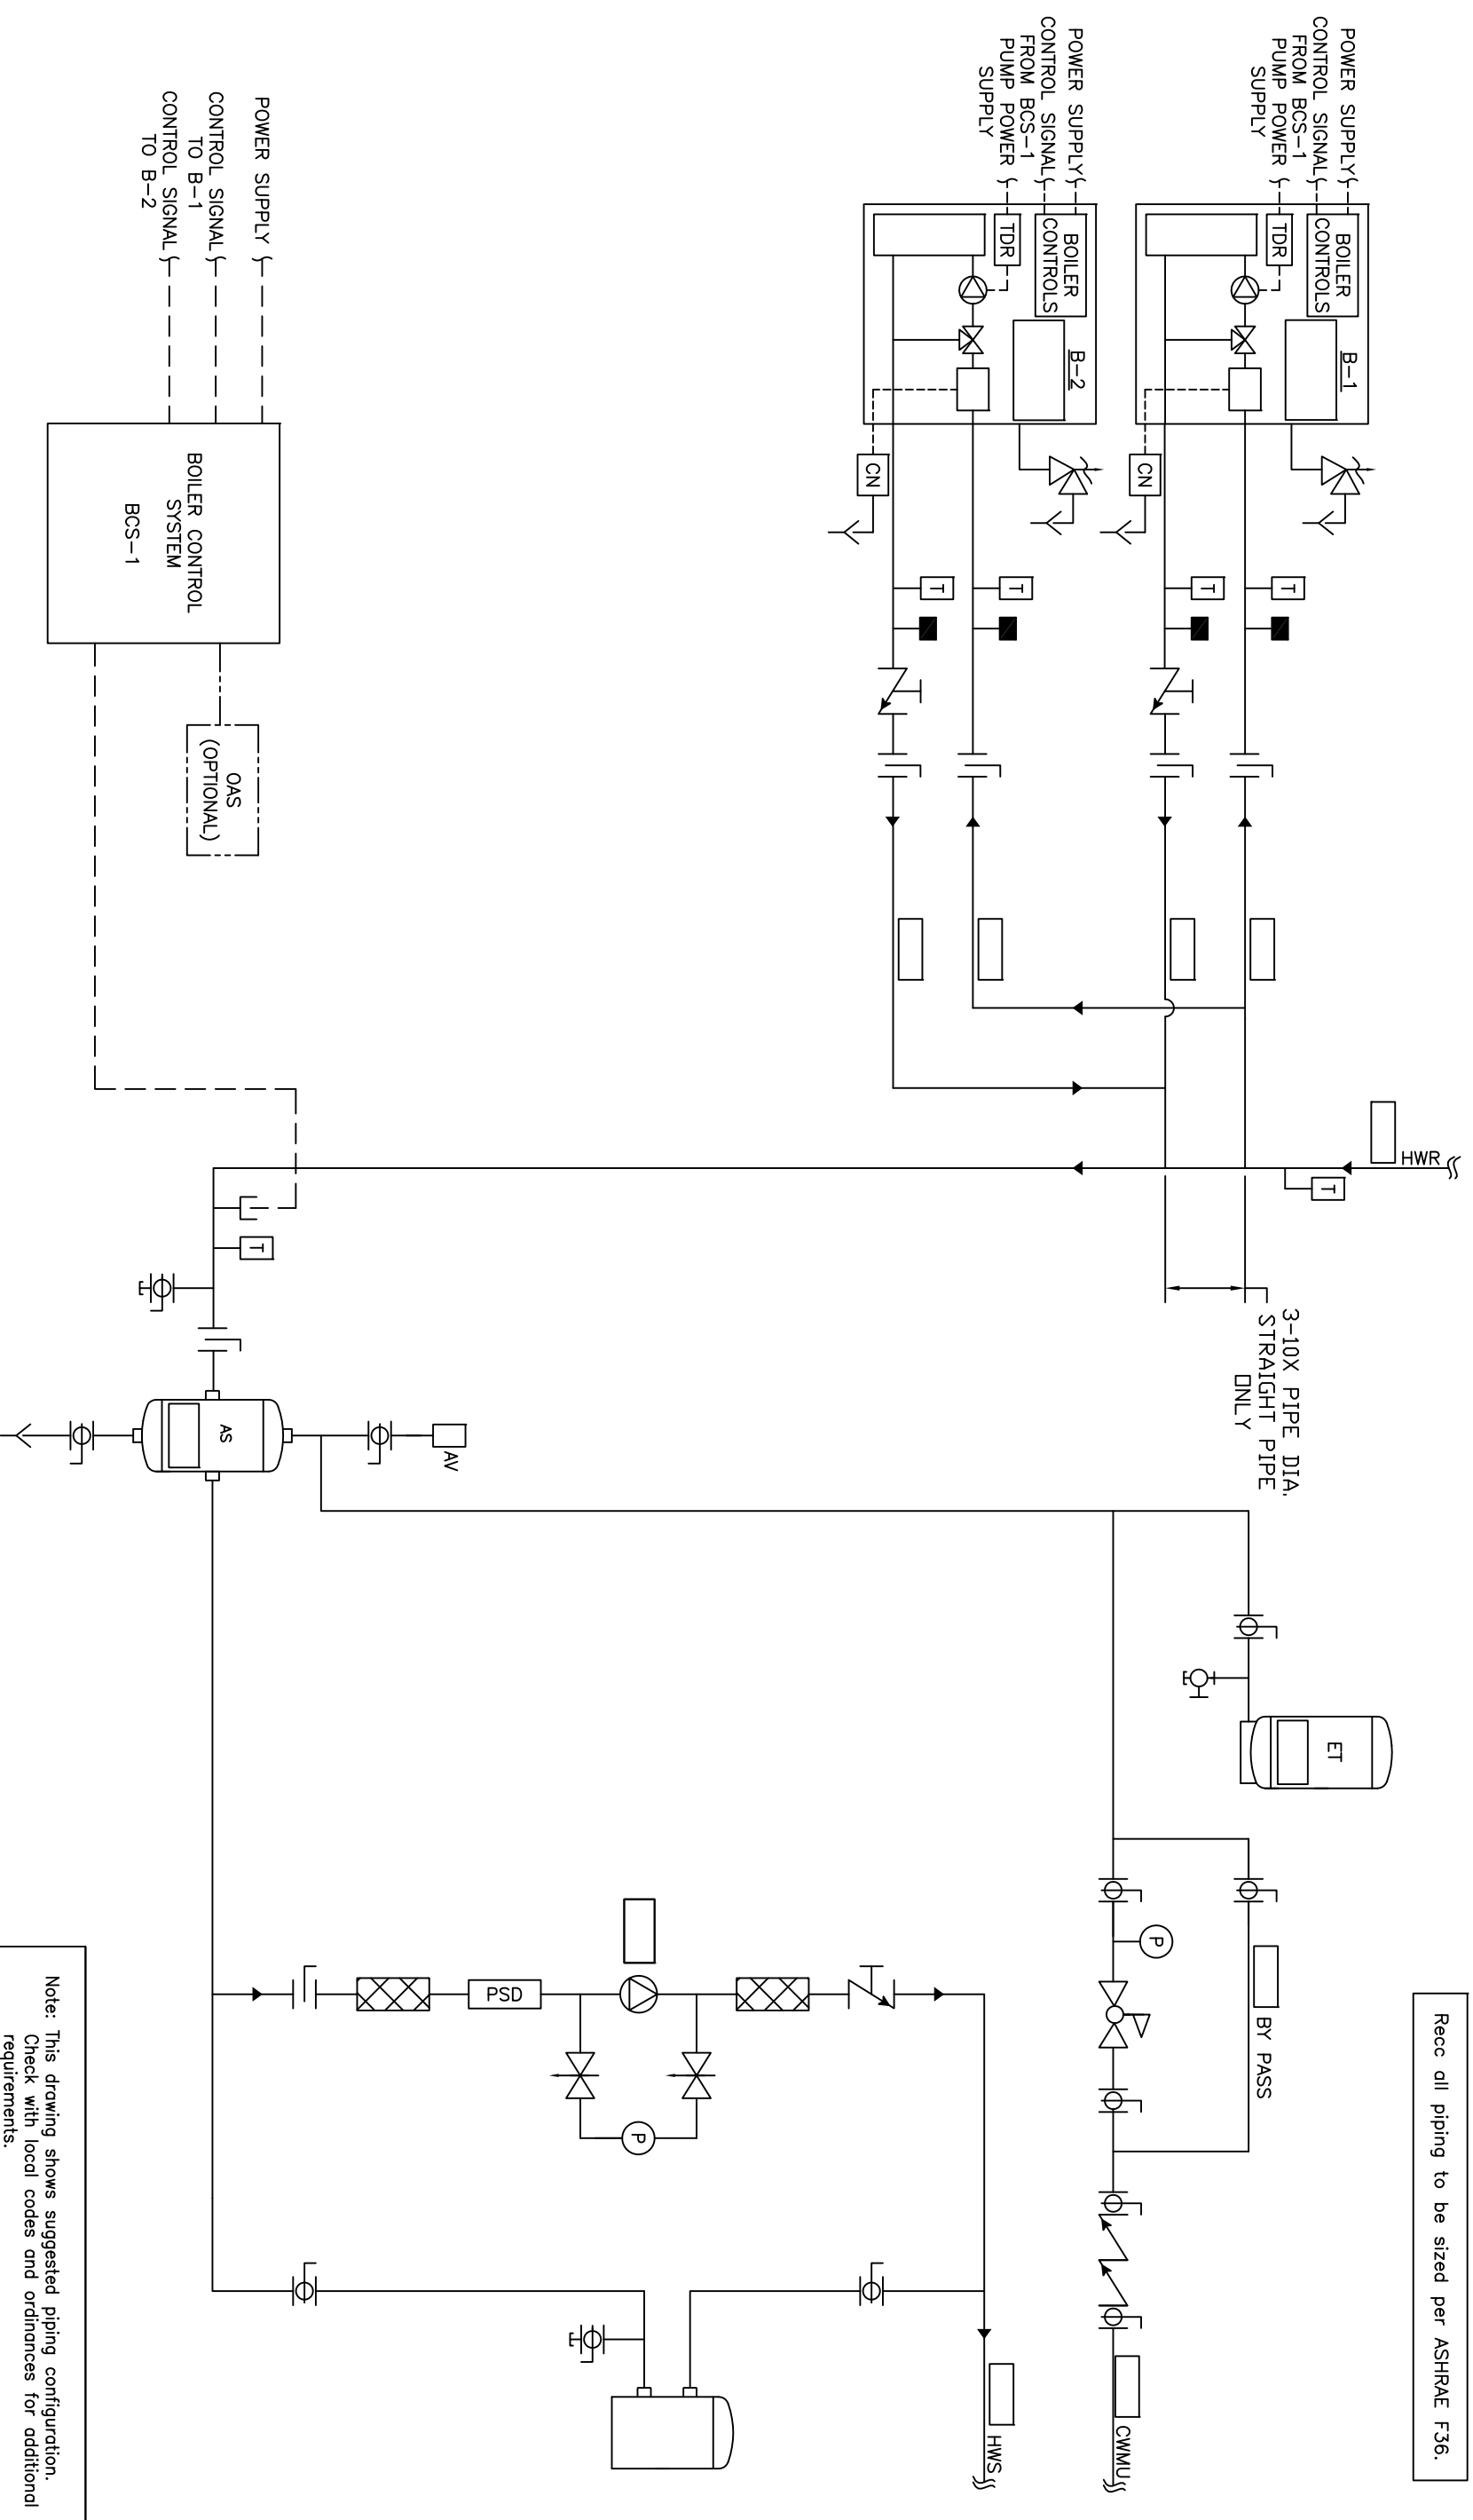 Recc all piping to be sized per ASHRAE F36.
POWER SUPPLY
CONTROL SIGNAL
FROM BCS-1
PUMP POWER
SUPPLY
BOILER
CONTROLS
TDR
B-1
CN
T
T
POWER SUPPLY
CONTROL SIGNAL
FROM BCS-1
PUMP POWER
SUPPLY
BOILER
CONTROLS
TDR
B-2
CN
T
T
HWR
T
3-10X PIPE DIA.
STRAIGHT PIPE
ONLY
ET
P
BY PASS
CWMU
HWS
POWER SUPPLY
CONTROL SIGNAL
TO B-1
CONTROL SIGNAL
TO B-2
BOILER CONTROL
SYSTEM
BCS-1
OAS
(OPTIONAL)
T
AS
AV
PSD
P
Note: This drawing shows suggested piping configuration.
Check with local codes and ordinances for additional
requirements.